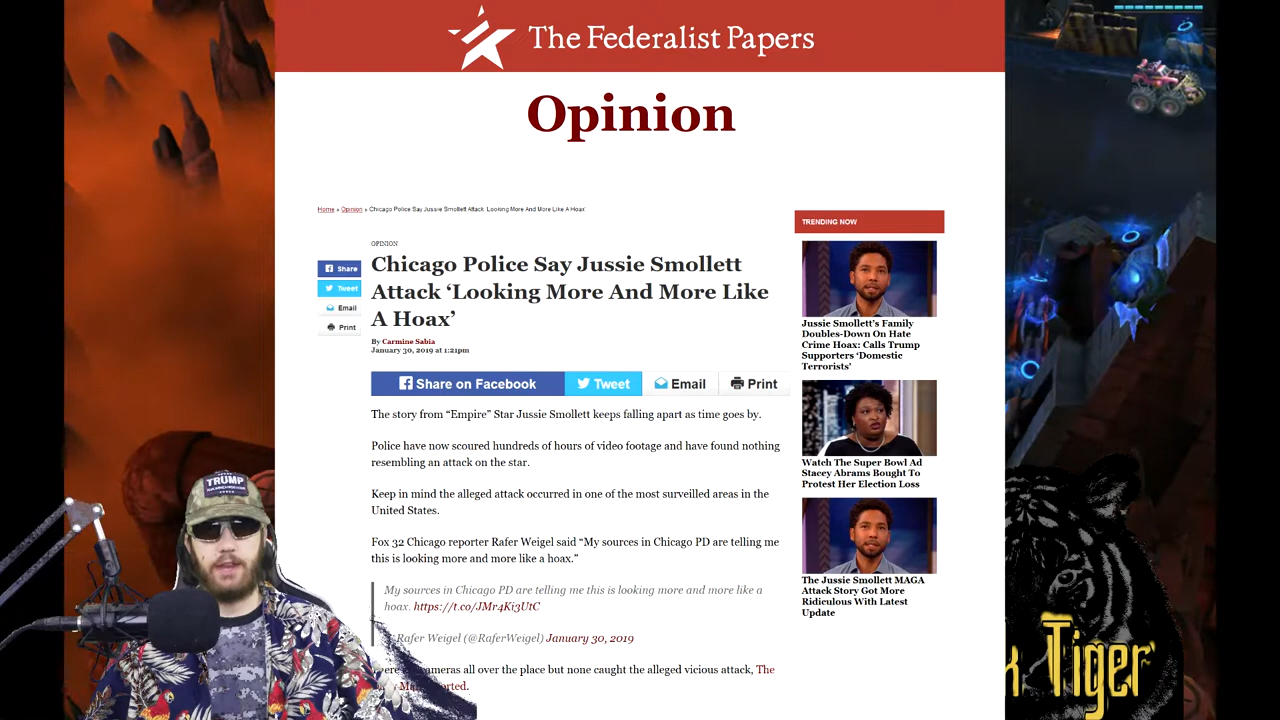 The Federalist Papers
Opinion
Home » Opinion » Chicago Police Say Jussie Smollett Attack 'Looking More And More Like A Hoax'
OPINION
Chicago Police Say Jussie Smollett
Attack ‘Looking More And More Like
A Hoax’
By Carmine Sabia
January 30, 2019 at 1:21pm
Share
Tweet
Email
Print
Share on Facebook Tweet Email Print
The story from “Empire” Star Jussie Smollett keeps falling apart as time goes by.
Police have now scoured hundreds of hours of video footage and have found nothing
resembling an attack on the star.
Keep in mind the alleged attack occurred in one of the most surveilled areas in the
United States.
Fox 32 Chicago reporter Rafer Weigel said “My sources in Chicago PD are telling me
this is looking more and more like a hoax.”
My sources in Chicago PD are telling me this is looking more and more like a
hoax. https://t.co/JMr4Ki3UtC
Rafer Weigel (@RaferWeigel) January 30, 2019
cameras all over the place but none caught the alleged vicious attack, The
TRENDING NOW
Jussie Smollett’s Family
Doubles-Down On Hate
Crime Hoax: Calls Trump
Supporters ‘Domestic
Terrorists’
Watch The Super Bowl Ad
Stacey Abrams Bought To
Protest Her Election Loss
The Jussie Smollett MAGA
Attack Story Got More
Ridiculous With Latest
Update
TRUMP
Tiger